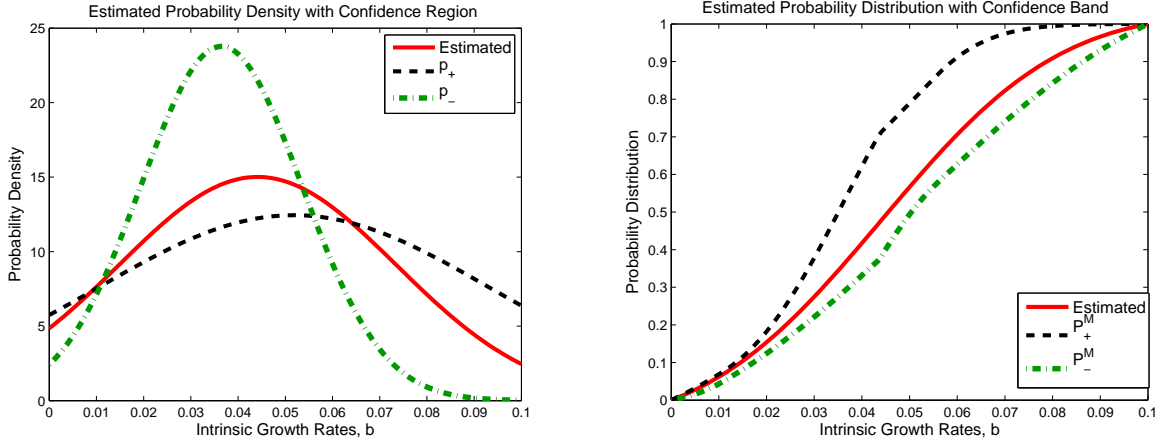 Estimated Probability Density with Confidence Region
25
20
15
10
5
0
Probability Density
Estimated
p+
p−
0 0.01 0.02 0.03 0.04 0.05 0.06 0.07 0.08 0.09 0.1
Intrinsic Growth Rates, b
Estimated Probability Distribution with Confidence Band
1
0.9
0.8
0.7
0.6
0.5
0.4
0.3
0.2
0.1
0
Probability Distribution
Estimated
P+M
P−M
0 0.01 0.02 0.03 0.04 0.05 0.06 0.07 0.08 0.09 0.1
Intrinsic Growth Rates, b